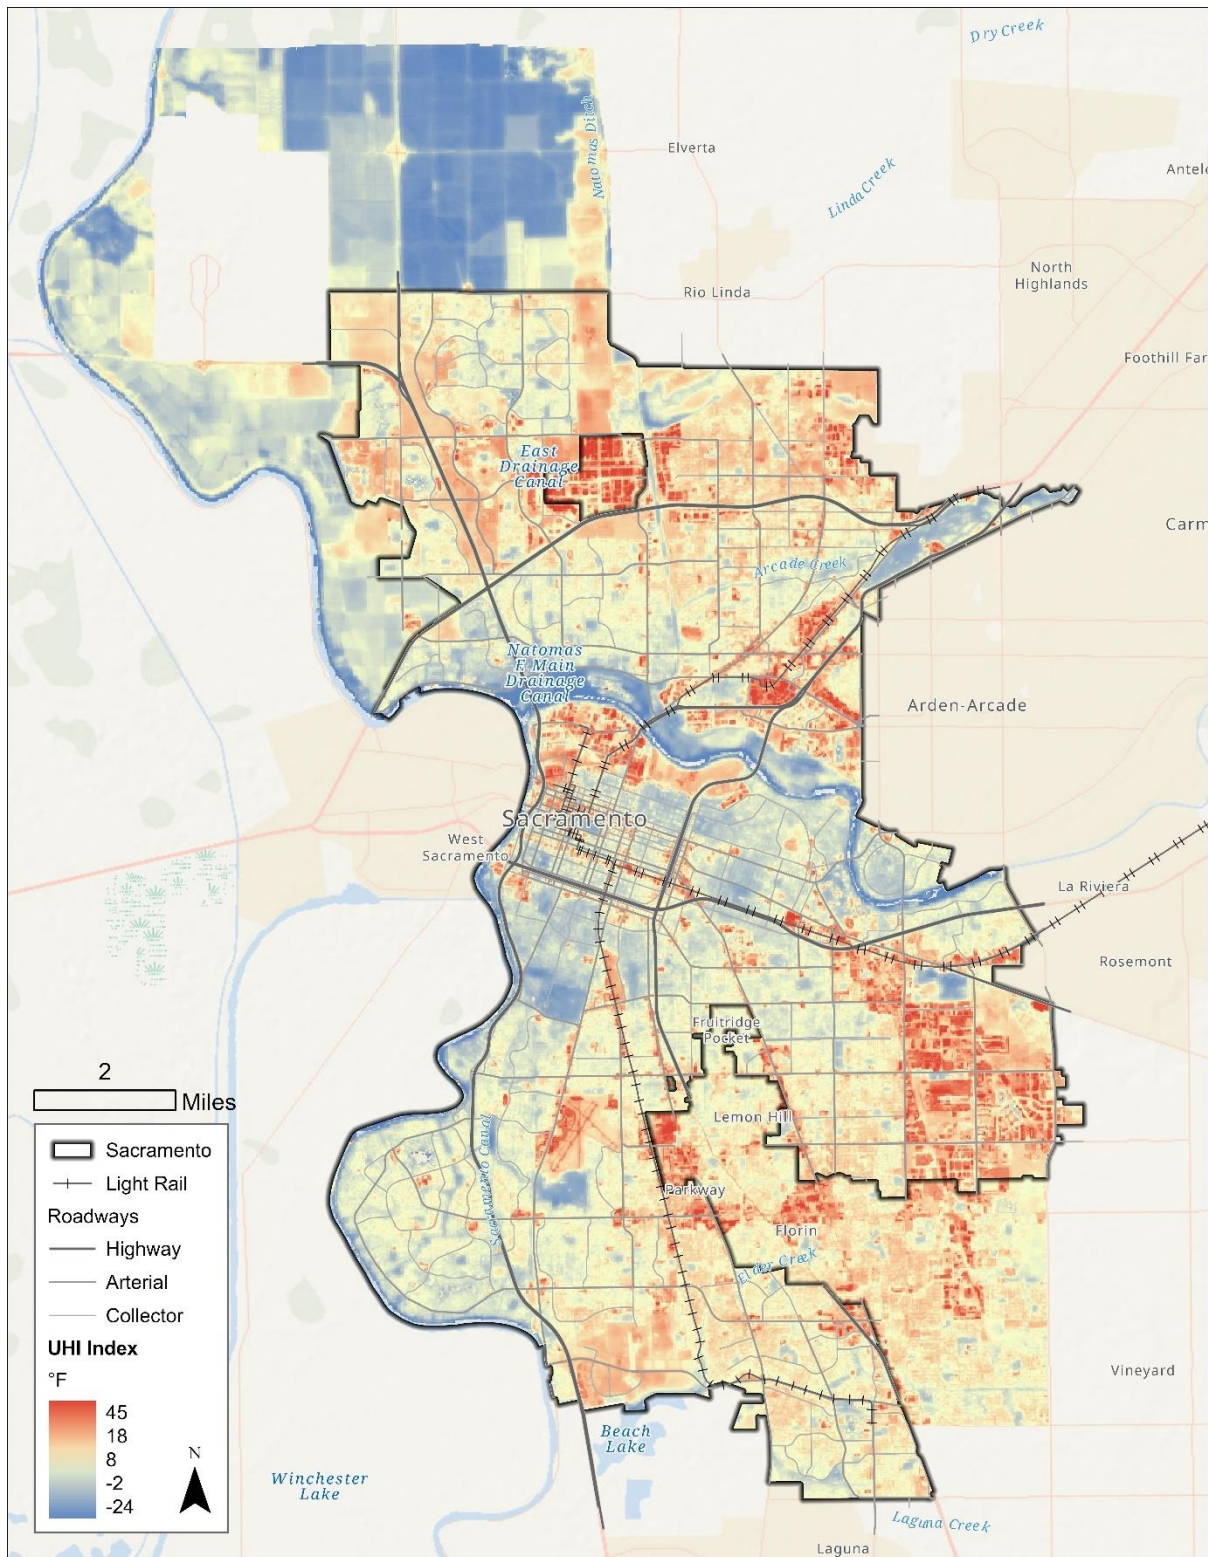 Dry Creek
Elverta
Natomas Ditch
Linda Creek
Antele
North
Highlands
Rio Linda
Foothill Far
East
Drainage
Canal
Carm
Arcade Creek
Natomas
E Main
Drainage
Canal
Arden-Arcade
Sacramento
West
Sacramento
La Riviera
Rosemont
Fruitridge
Pocket
Lemon Hill
Sacramento Canal
Parkway
Florin
Elder Creek
Vineyard
Beach
Lake
Winchester
Lake
Laguna Creek
Laguna
2
Miles
Sacramento
Light Rail
Roadways
Highway
Arterial
Collector
UHI Index
°F
45
18
8
-2
-24
N